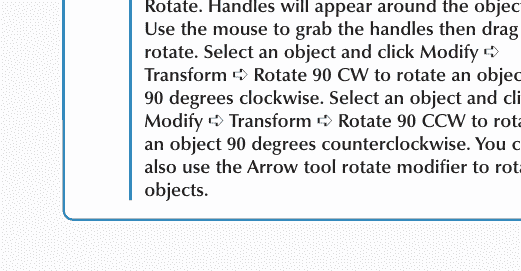 Rotate. Handles will appear around the objec
Use the mouse to grab the handles then drag
rotate. Select an object and click Modify ➪
Transform ➪ Rotate 90 CW to rotate an objec
90 degrees clockwise. Select an object and cli
Modify ➪ Transform ➪ Rotate 90 CCW to rota
an object 90 degrees counterclockwise. You c
also use the Arrow tool rotate modifier to rota
objects.